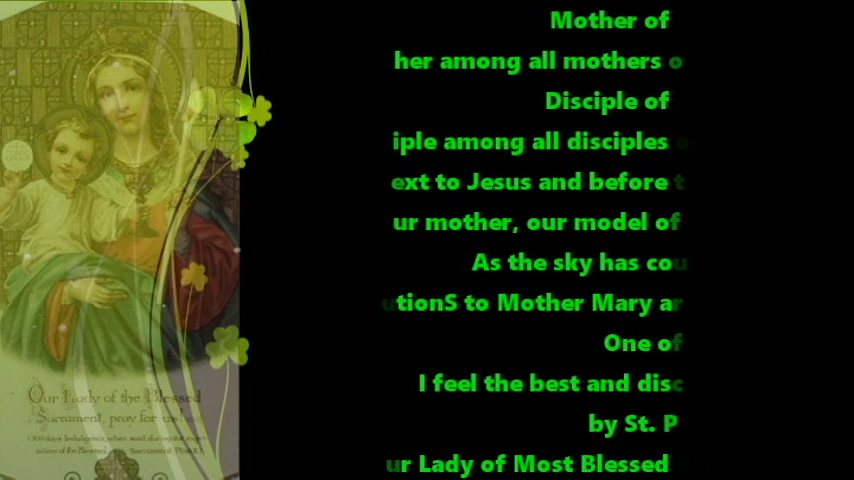 Our Lady of the Blessed
Sacrament, pray for us!
Mother of
her among all mothers o
Disciple of
iple among all disciples
ext to Jesus and before t
ur mother, our model of
As the sky has cou
utionS to Mother Mary ar
One of
I feel the best and disc
by St. P
ur Lady of Most Blessed